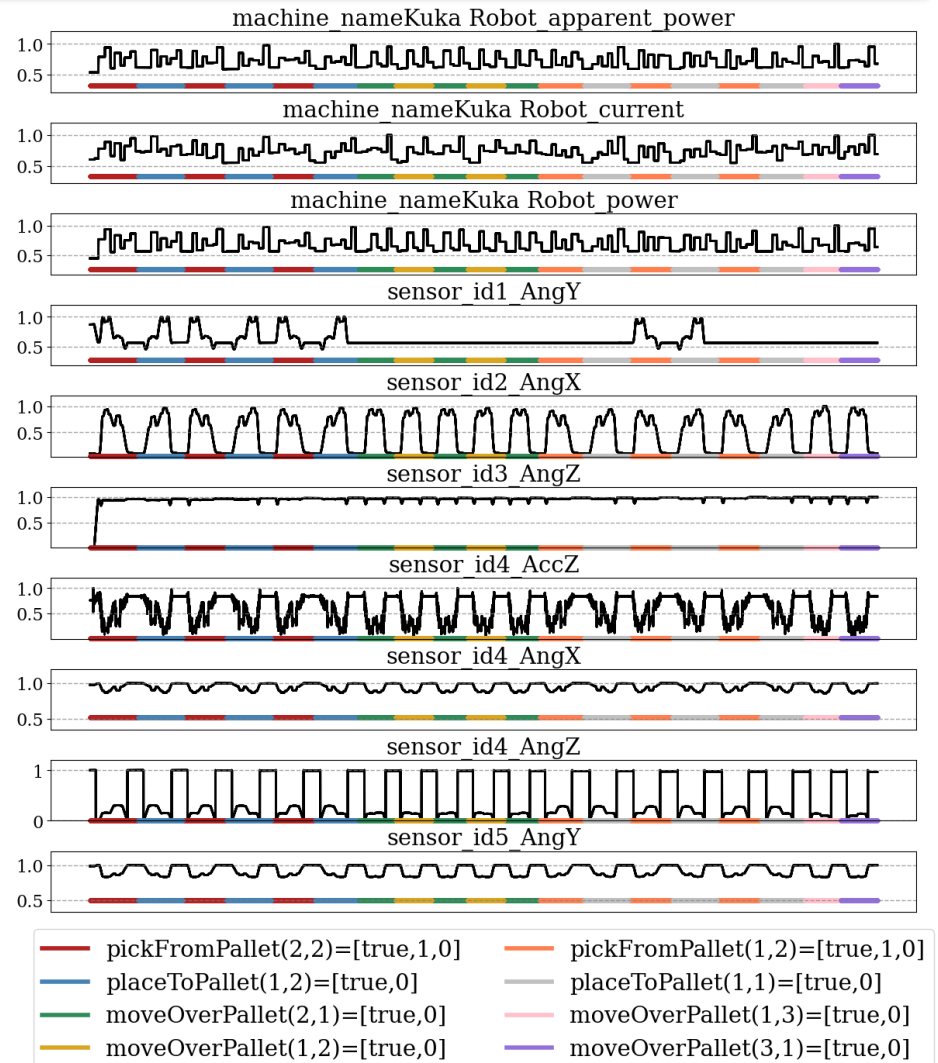 machine_nameKuka Robot_apparent_power
1.0
0.5
machine_nameKuka Robot_current
1.0
0.5
machine_nameKuka Robot_power
1.0
0.5
sensor_id1_AngY
1.0
0.5
sensor_id2_AngX
1.0
0.5
sensor_id3_AngZ
1.0
0.5
sensor_id4_AccZ
1.0
0.5
sensor_id4_AngX
1.0
0.5
sensor_id4_AngZ
1
0
sensor_id5_AngY
1.0
0.5
pickFromPallet(2,2)=[true,1,0]
placeToPallet(1,2)=[true,0]
moveOverPallet(2,1)=[true,0]
moveOverPallet(1,2)=[true,0]
pickFromPallet(1,2)=[true,1,0]
placeToPallet(1,1)=[true,0]
moveOverPallet(1,3)=[true,0]
moveOverPallet(3,1)=[true,0]